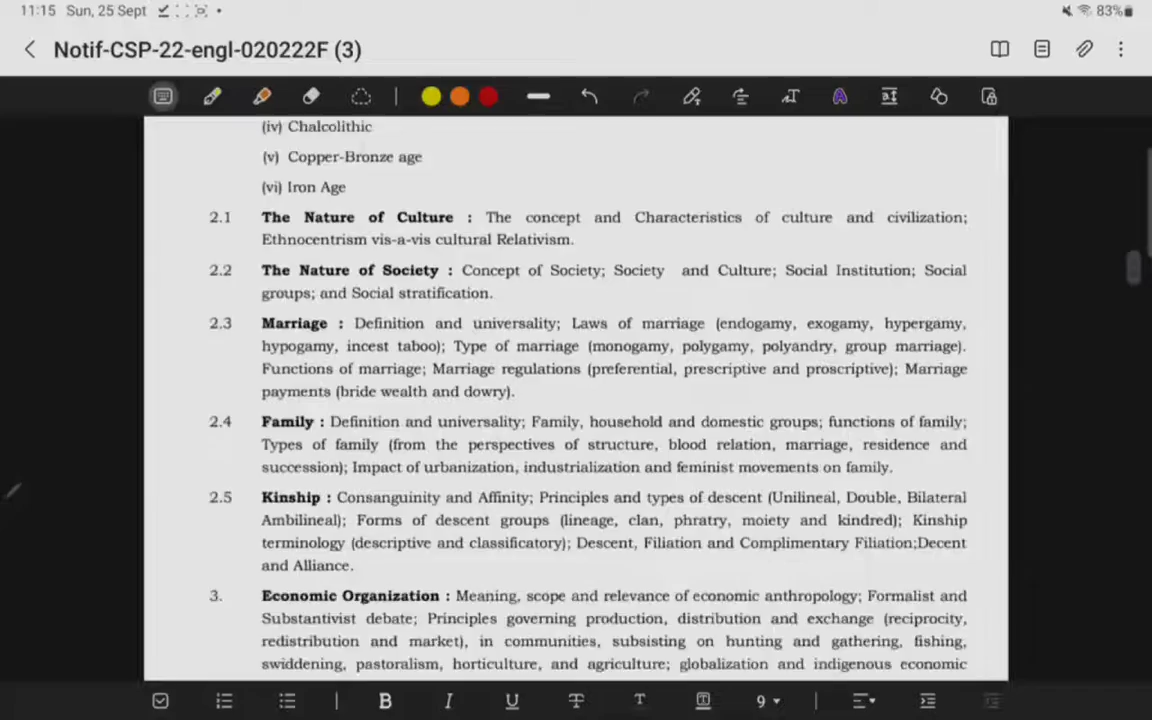 11:15 Sun, 25 Sept
83%
Notif-CSP-22-engl-020222F (3)
(iv) Chalcolithic
(v) Copper-Bronze age
(vi) Iron Age
2.1 The Nature of Culture : The concept and Characteristics of culture and civilization;
Ethnocentrism vis-a-vis cultural Relativism.
2.2 The Nature of Society : Concept of Society; Society and Culture; Social Institution; Social
groups; and Social stratification.
2.3 Marriage : Definition and universality; Laws of marriage (endogamy, exogamy, hypergamy,
hypogamy, incest taboo); Type of marriage (monogamy, polygamy, polyandry, group marriage).
Functions of marriage; Marriage regulations (preferential, prescriptive and proscriptive); Marriage
payments (bride wealth and dowry).
2.4 Family : Definition and universality; Family, household and domestic groups; functions of family;
Types of family (from the perspectives of structure, blood relation, marriage, residence and
succession); Impact of urbanization, industrialization and feminist movements on family.
2.5 Kinship : Consanguinity and Affinity; Principles and types of descent (Unilineal, Double, Bilateral
Ambilineal); Forms of descent groups (lineage, clan, phratry, moiety and kindred); Kinship
terminology (descriptive and classificatory); Descent, Filiation and Complimentary Filiation;Decent
and Alliance.
3. Economic Organization : Meaning, scope and relevance of economic anthropology; Formalist and
Substantivist debate; Principles governing production, distribution and exchange (reciprocity,
redistribution and market), in communities, subsisting on hunting and gathering, fishing,
swiddening, pastoralism, horticulture, and agriculture; globalization and indigenous economic
B I U T T 9